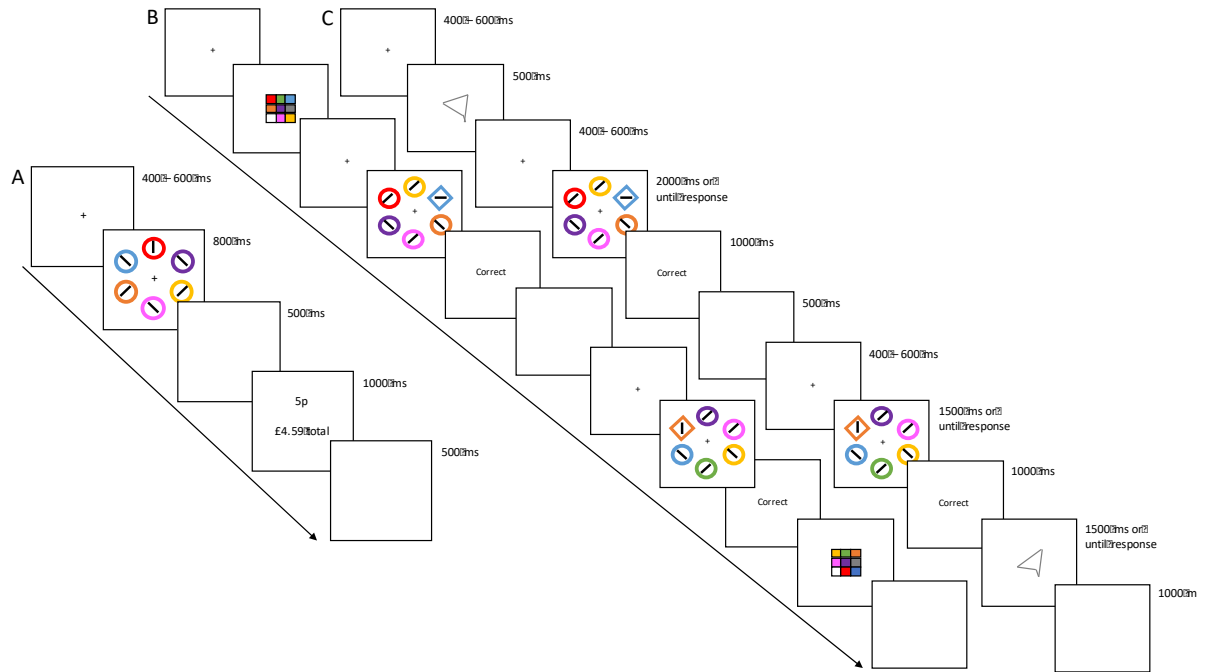 A
400 – 600 ms
800 ms
500 ms
1000 ms
5p
£4.59 total
500 ms
B
Correct
Correct
C
400 – 600 ms
500 ms
400 – 600 ms
2000 ms or
until response
1000 ms
Correct
500 ms
400 – 600 ms
1500 ms or
until response
1000 ms
Correct
1500 ms or
until response
1000 m